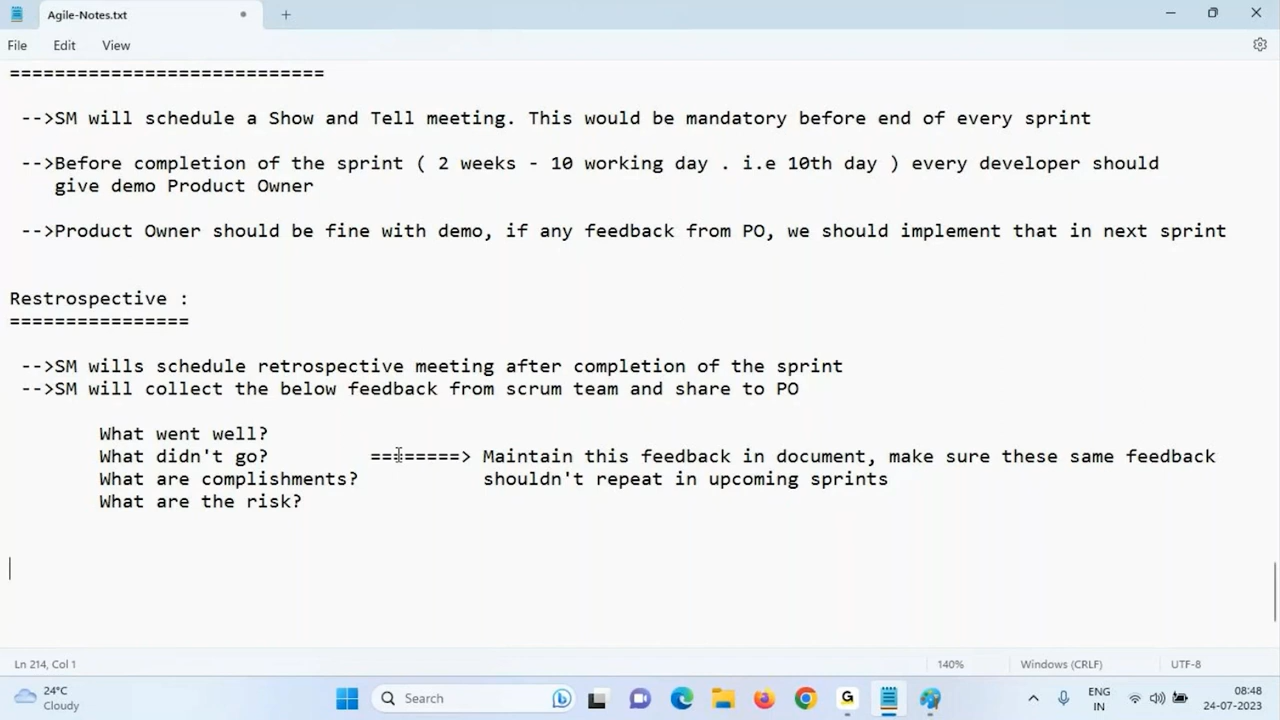 Agile-Notes.txt
File Edit View
============================
-->SM will schedule a Show and Tell meeting. This would be mandatory before end of every sprint
-->Before completion of the sprint ( 2 weeks - 10 working day . i.e 10th day ) every developer should
give demo Product Owner
-->Product Owner should be fine with demo, if any feedback from PO, we should implement that in next sprint
Restrospective :
================
-->SM wills schedule retrospective meeting after completion of the sprint
-->SM will collect the below feedback from scrum team and share to PO
What went well?
What didn't go? ========> Maintain this feedback in document, make sure these same feedback
What are complishments? shouldn't repeat in upcoming sprints
What are the risk?
Ln 214, Col 1 140% Windows (CRLF) UTF-8
24°C
Cloudy
Search
ENG
IN
08:48
24-07-2023